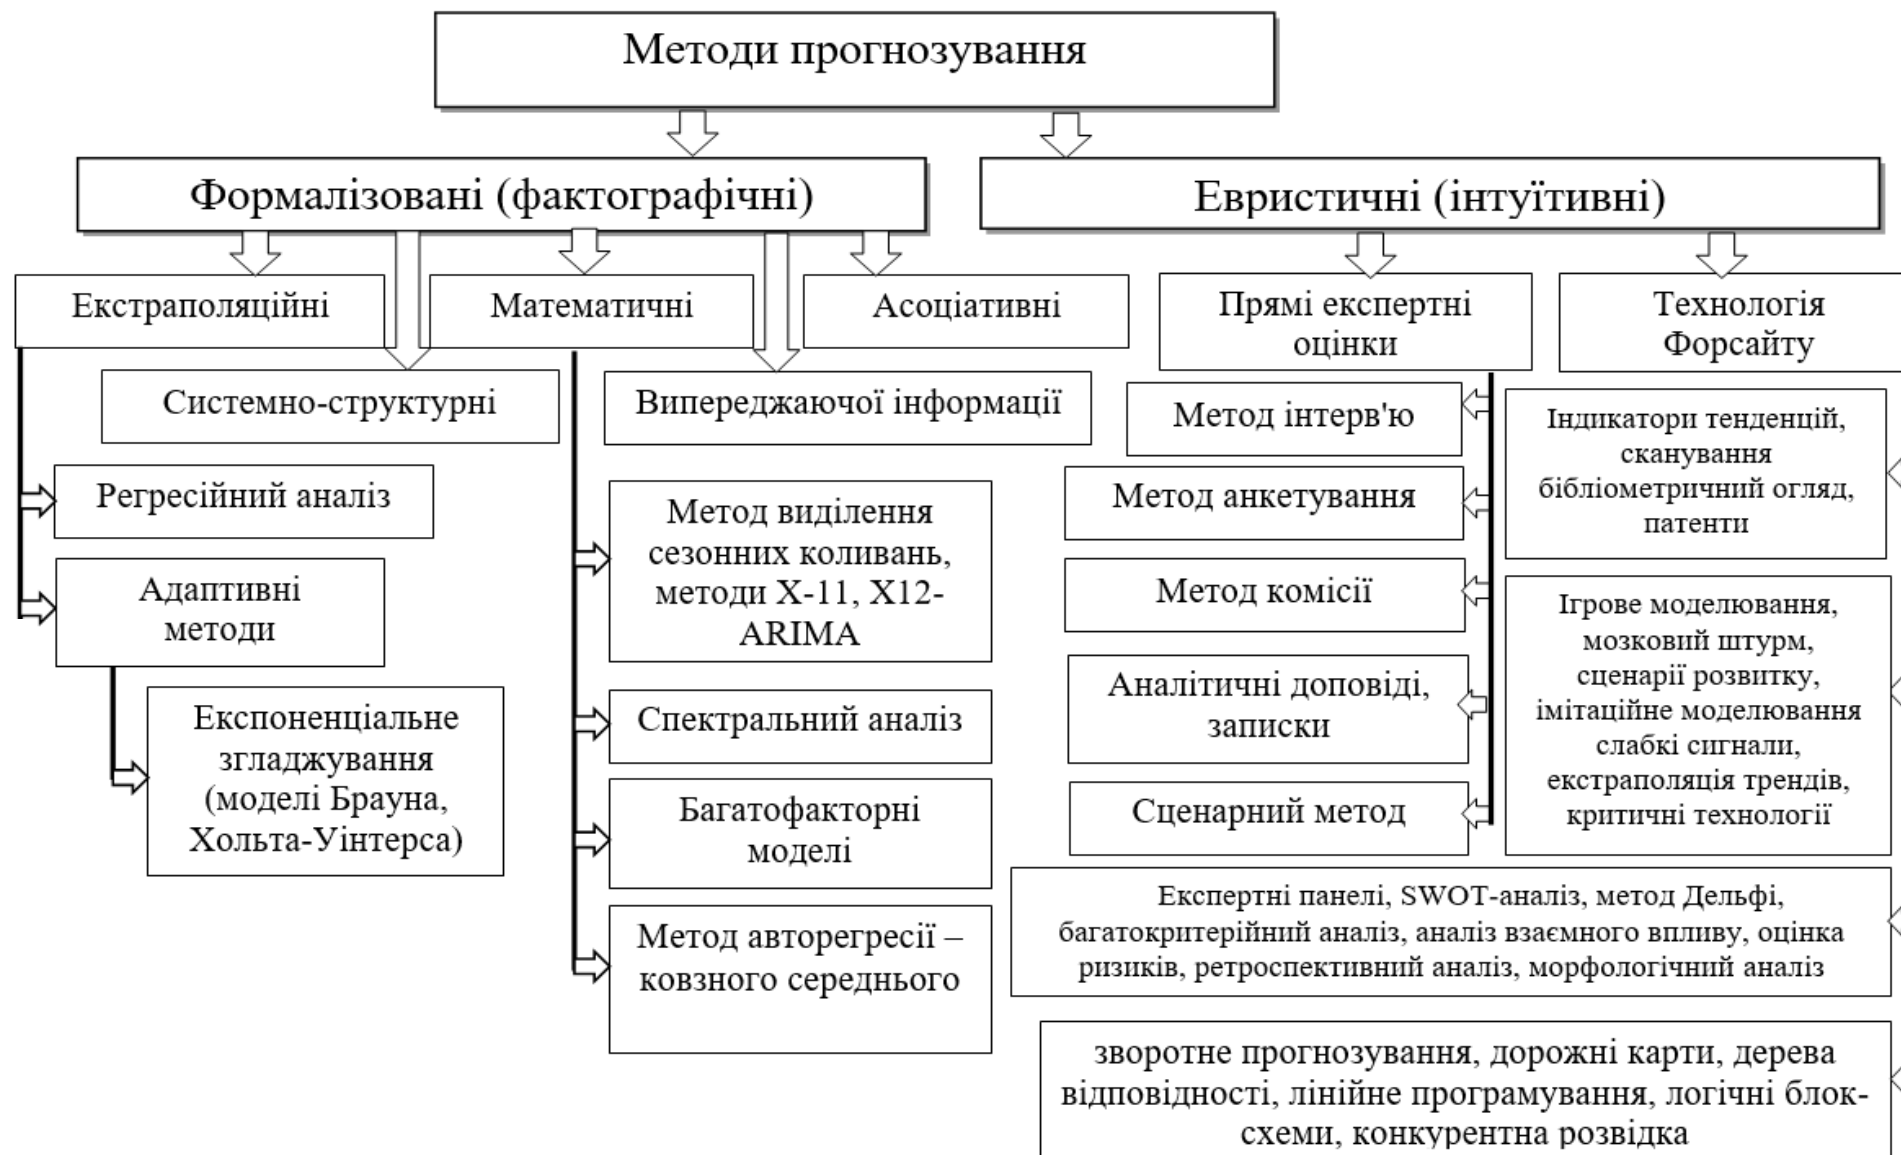 Методи прогнозування
Формалізовані (фактографічні)
Евристичні (інтуїтивні)
Екстраполяційні
Математичні
Асоціативні
Прямі експертні
оцінки
Технологія
Форсайту
Системно-структурні
Випереджаючої інформації
Регресійний аналіз
Адаптивні
методи
Експоненціальне
згладжування
(моделі Брауна,
Хольта-Уінтерса)
Метод виділення
сезонних коливань,
методи X-11, X12-
ARIMA
Спектральний аналіз
Багатофакторні
моделі
Метод авторегресії –
ковзного середнього
Метод інтерв'ю
Метод анкетування
Метод комісії
Аналітичні доповіді,
записки
Сценарний метод
Індикатори тенденцій,
сканування
бібліометричний огляд,
патенти
Ігрове моделювання,
мозковий штурм,
сценарії розвитку,
імітаційне моделювання
слабкі сигнали,
екстраполяція трендів,
критичні технології
Експертні панелі, SWOT-аналіз, метод Дельфі,
багатокритерійний аналіз, аналіз взаємного впливу, оцінка
ризиків, ретроспективний аналіз, морфологічний аналіз
зворотне прогнозування, дорожні карти, дерева
відповідності, лінійне програмування, логічні блок-
схеми, конкурентна розвідка